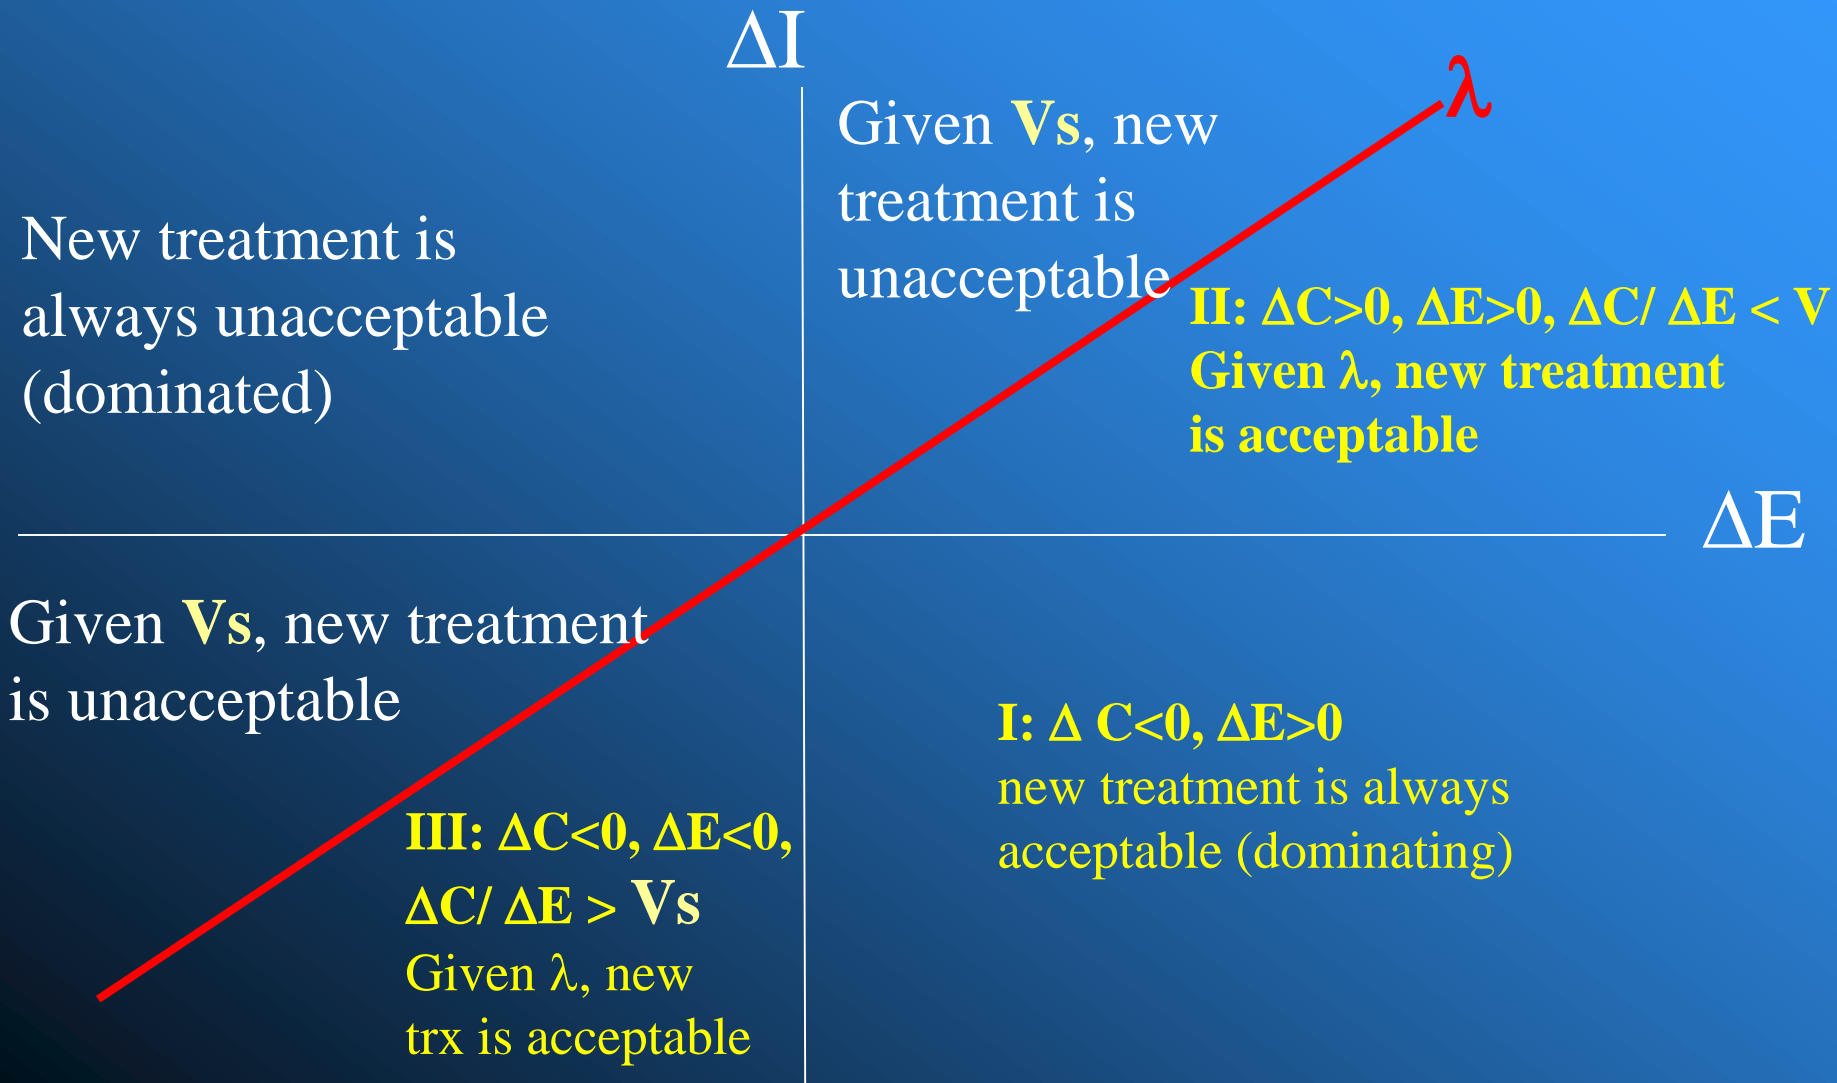 ΔI
λ
Given Vs, new
treatment is
unacceptable
New treatment is
always unacceptable
(dominated)
II: ΔC>0, ΔE>0, ΔC/ ΔE < V
Given λ, new treatment
is acceptable
ΔE
Given Vs, new treatment
is unacceptable
III: ΔC<0, ΔE<0,
ΔC/ ΔE > Vs
Given λ, new
trx is acceptable
I: Δ C<0, ΔE>0
new treatment is always
acceptable (dominating)